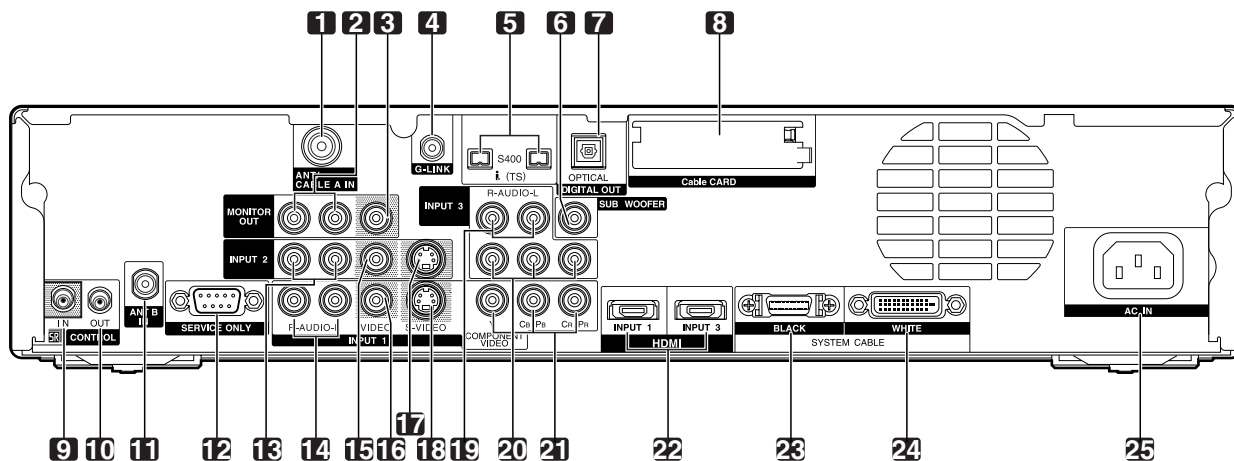 1 2 3 4 5 6 7 8
ANT/
CABLE A IN
G-LINK
S400
i (TS)
OPTICAL
DIGITAL OUT
Cable CARD
MONITOR
OUT
INPUT 3
R-AUDIO-L
SUB WOOFER
INPUT 2
IN
OUT
CONTROL
ANT B
IN
SERVICE ONLY
R-AUDIO-L
VIDEO
S-VIDEO
INPUT 1
Y
CB/PB
CR/PR
COMPONENT
VIDEO
INPUT 1
INPUT 3
HDMI
BLACK
WHITE
SYSTEM CABLE
AC IN
9 10 11 12 13 14 15 16 17 18 19 20 21 22 23 24 25